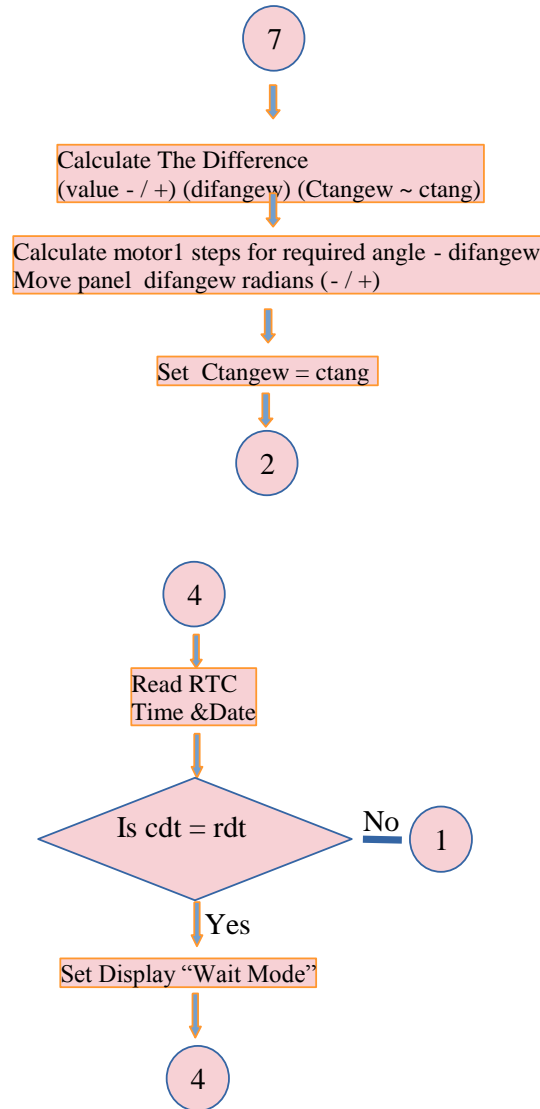 7
Calculate The Difference
(value - / +) (difangew) (Ctangew ~ ctang)
Calculate motor1 steps for required angle - difangew
Move panel difangew radians (- / +)
Set Ctangew = ctang
2
4
Read RTC
Time &Date
Is cdt = rdt
No
1
Yes
Set Display “Wait Mode”
4